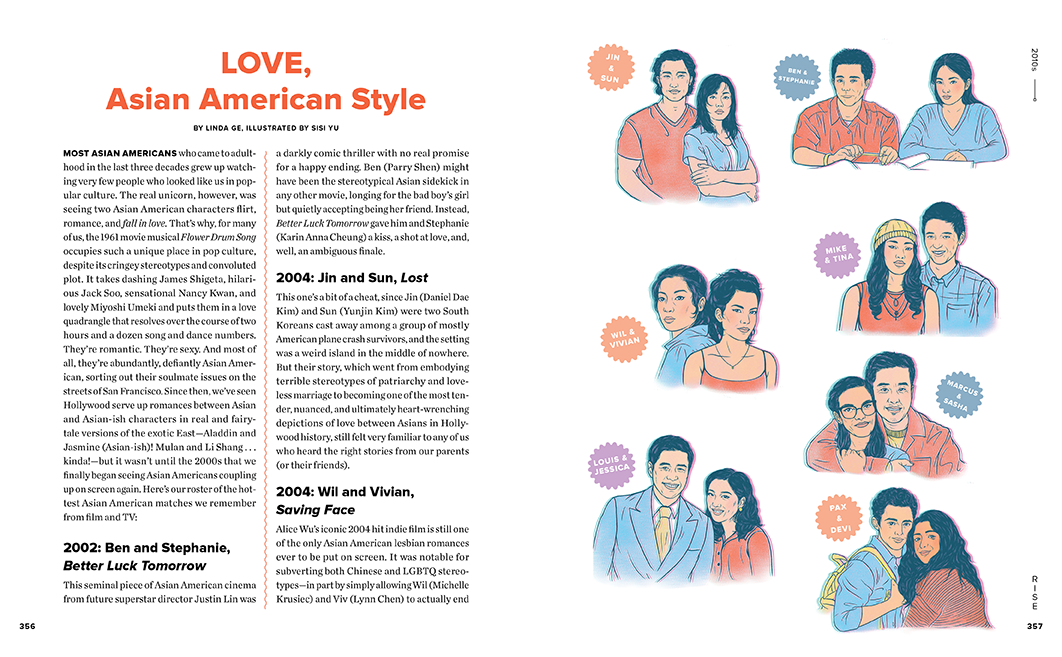 LOVE,
Asian American Style
BY LINDA GE, ILLUSTRATED BY SISI YU
MOST ASIAN AMERICANS who came to adult-
hood in the last three decades grew up watch-
ing very few people who looked like us in pop-
ular culture. The real unicorn, however, was
seeing two Asian American characters flirt,
romance, and fall in love. That's why, for many
of us, the 1961 movie musical Flower Drum Song
occupies such a unique place in pop culture,
despite its cringey stereotypes and convoluted
plot. It takes dashing James Shigeta, hilari-
ous Jack Soo, sensational Nancy Kwan, and
lovely Miyoshi Umeki and puts them in a love
quadrangle that resolves over the course of two
hours and a dozen song and dance numbers.
They're romantic. They're sexy. And most of
all, they're abundantly, defiantly Asian Amer-
ican, sorting out their soulmate issues on the
streets of San Francisco. Since then, we've seen
Hollywood serve up romances between Asian
and Asian-ish characters in real and fairy-
tale versions of the exotic East—Aladdin and
Jasmine (Asian-ish)! Mulan and Li Shang . . .
kinda!—but it wasn't until the 2000s that we
finally began seeing Asian Americans coupling
up on screen again. Here's our roster of the hot-
test Asian American matches we remember
from film and TV:
2002: Ben and Stephanie,
Better Luck Tomorrow
This seminal piece of Asian American cinema
from future superstar director Justin Lin was
356
a darkly comic thriller with no real promise
for a happy ending. Ben (Parry Shen) might
have been the stereotypical Asian sidekick in
any other movie, longing for the bad boy's girl
but quietly accepting being her friend. Instead,
Better Luck Tomorrow gave him and Stephanie
(Karin Anna Cheung) a kiss, a shot at love, and,
well, an ambiguous finale.
2004: Jin and Sun, Lost
This one's a bit of a cheat, since Jin (Daniel Dae
Kim) and Sun (Yunjin Kim) were two South
Koreans cast away among a group of mostly
American plane crash survivors, and the setting
was a weird island in the middle of nowhere.
But their story, which went from embodying
terrible stereotypes of patriarchy and love-
less marriage to becoming one of the most ten-
der, nuanced, and ultimately heart-wrenching
depictions of love between Asians in Holly-
wood history, still felt very familiar to any of us
who heard the right stories from our parents
(or their friends).
2004: Wil and Vivian,
Saving Face
Alice Wu's iconic 2004 hit indie film is still one
of the only Asian American lesbian romances
ever to be put on screen. It was notable for
subverting both Chinese and LGBTQ stereo-
types—in part by simply allowing Wil (Michelle
Krusiec) and Viv (Lynn Chen) to actually end
JIN
&
SUN
BEN &
STEPHANIE
MIKE
& TINA
WIL &
VIVIAN
MARCUS
&
SASHA
LOUIS &
JESSICA
PAX
&
DEVI
2010s
RISE
357